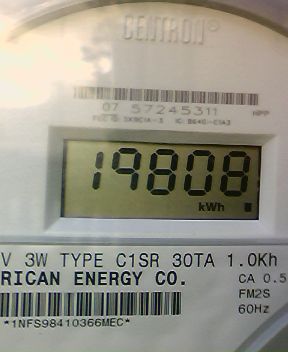 CENTRON®
07 57245311
HPP
19808
kWh
V 3W TYPE C1SR 30TA 1.0Kh
RICAN ENERGY CO.
CA 0.5
FM2S
60Hz
*1NFS98410366MEC*